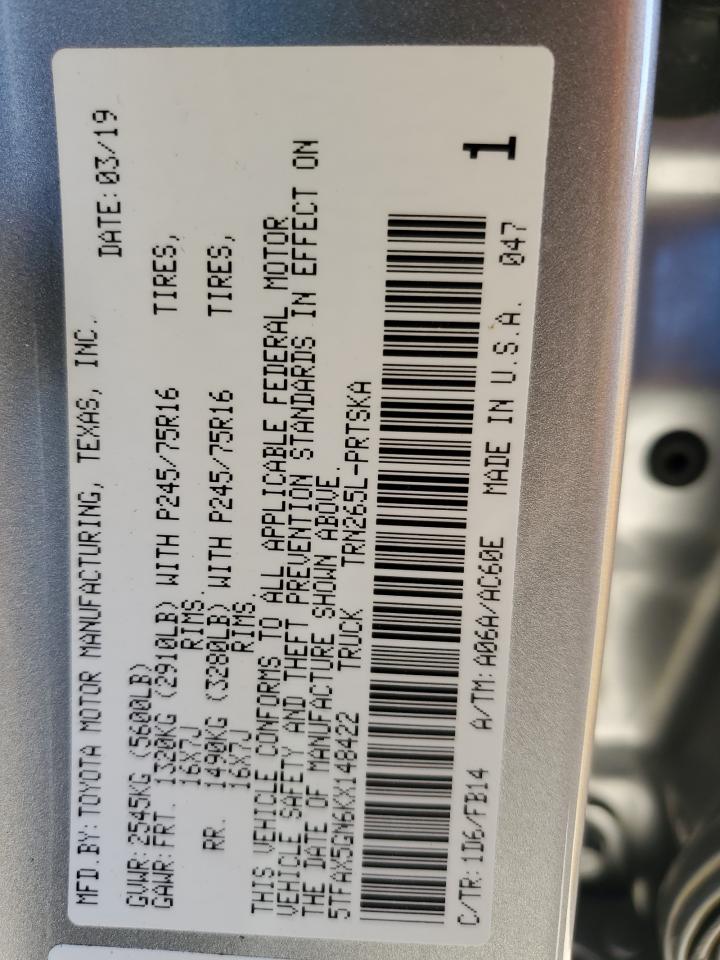 MFD.BY: TOYOTA MOTOR MANUFACTURING, TEXAS, INC. DATE: 03/19
GVWR: 2545KG (5600LB)
GAWR: FRT. 1320KG (2910LB) WITH P245/75R16 TIRES,
16X7J RIMS.
RR. 1490KG (3280LB) WITH P245/75R16 TIRES,
16X7J RIMS.
THIS VEHICLE CONFORMS TO ALL APPLICABLE FEDERAL MOTOR
VEHICLE SAFETY AND THEFT PREVENTION STANDARDS IN EFFECT ON
THE DATE OF MANUFACTURE SHOWN ABOVE.
5TFAX5GN6KX148422 TRUCK TRN265L-PRTSKA
1
C/TR: 1D6/FB14 A/TM: A06A/AC60E MADE IN U.S.A. 047